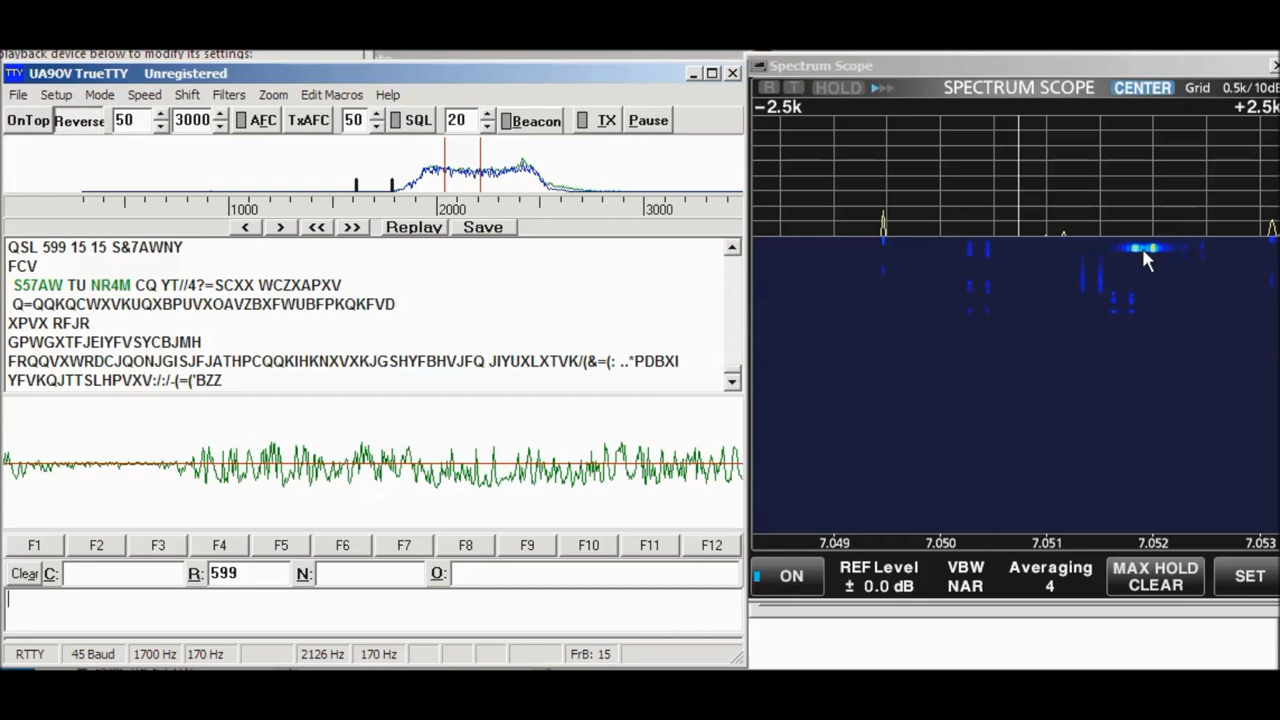 playback device below to modify its settings:
UA9OV TrueTTY Unregistered
File Setup Mode Speed Shift Filters Zoom Edit Macros Help
OnTop Reverse 50 3000 AFC TxAFC 50 SQL 20 Beacon TX Pause
1000 2000 3000
< > << >> Replay Save
QSL 599 15 15 S&7AWNY
FCV
S57AW TU NR4M CQ YT//4?=SCXX WCZXAPXV
Q=QQKQCWXVKUQXBPUVXOAVZBXFWUBFPKQKFVD
XPVX RFJR
GPWGXTFJEIYFVSYCBJMH
FRQQVXWRDCJQONJGISJFJATHPCQQKIHKNXVXKJGSHYFBHVJFQ JIYUXLXTVK/(&=(: ..*PDBXI
YFVKQJTTSLHPVXV:/:/-(=('BZZ
F1 F2 F3 F4 F5 F6 F7 F8 F9 F10 F11 F12
Clear C: R: 599 N: O:
RTTY 45 Baud 1700 Hz 170 Hz 2126 Hz 170 Hz FrB: 15
Spectrum Scope
R T HOLD SPECTRUM SCOPE CENTER Grid 0.5k/10dB
−2.5k +2.5k
7.049 7.050 7.051 7.052 7.053
ON REF Level ± 0.0 dB VBW NAR Averaging 4 MAX HOLD CLEAR SET